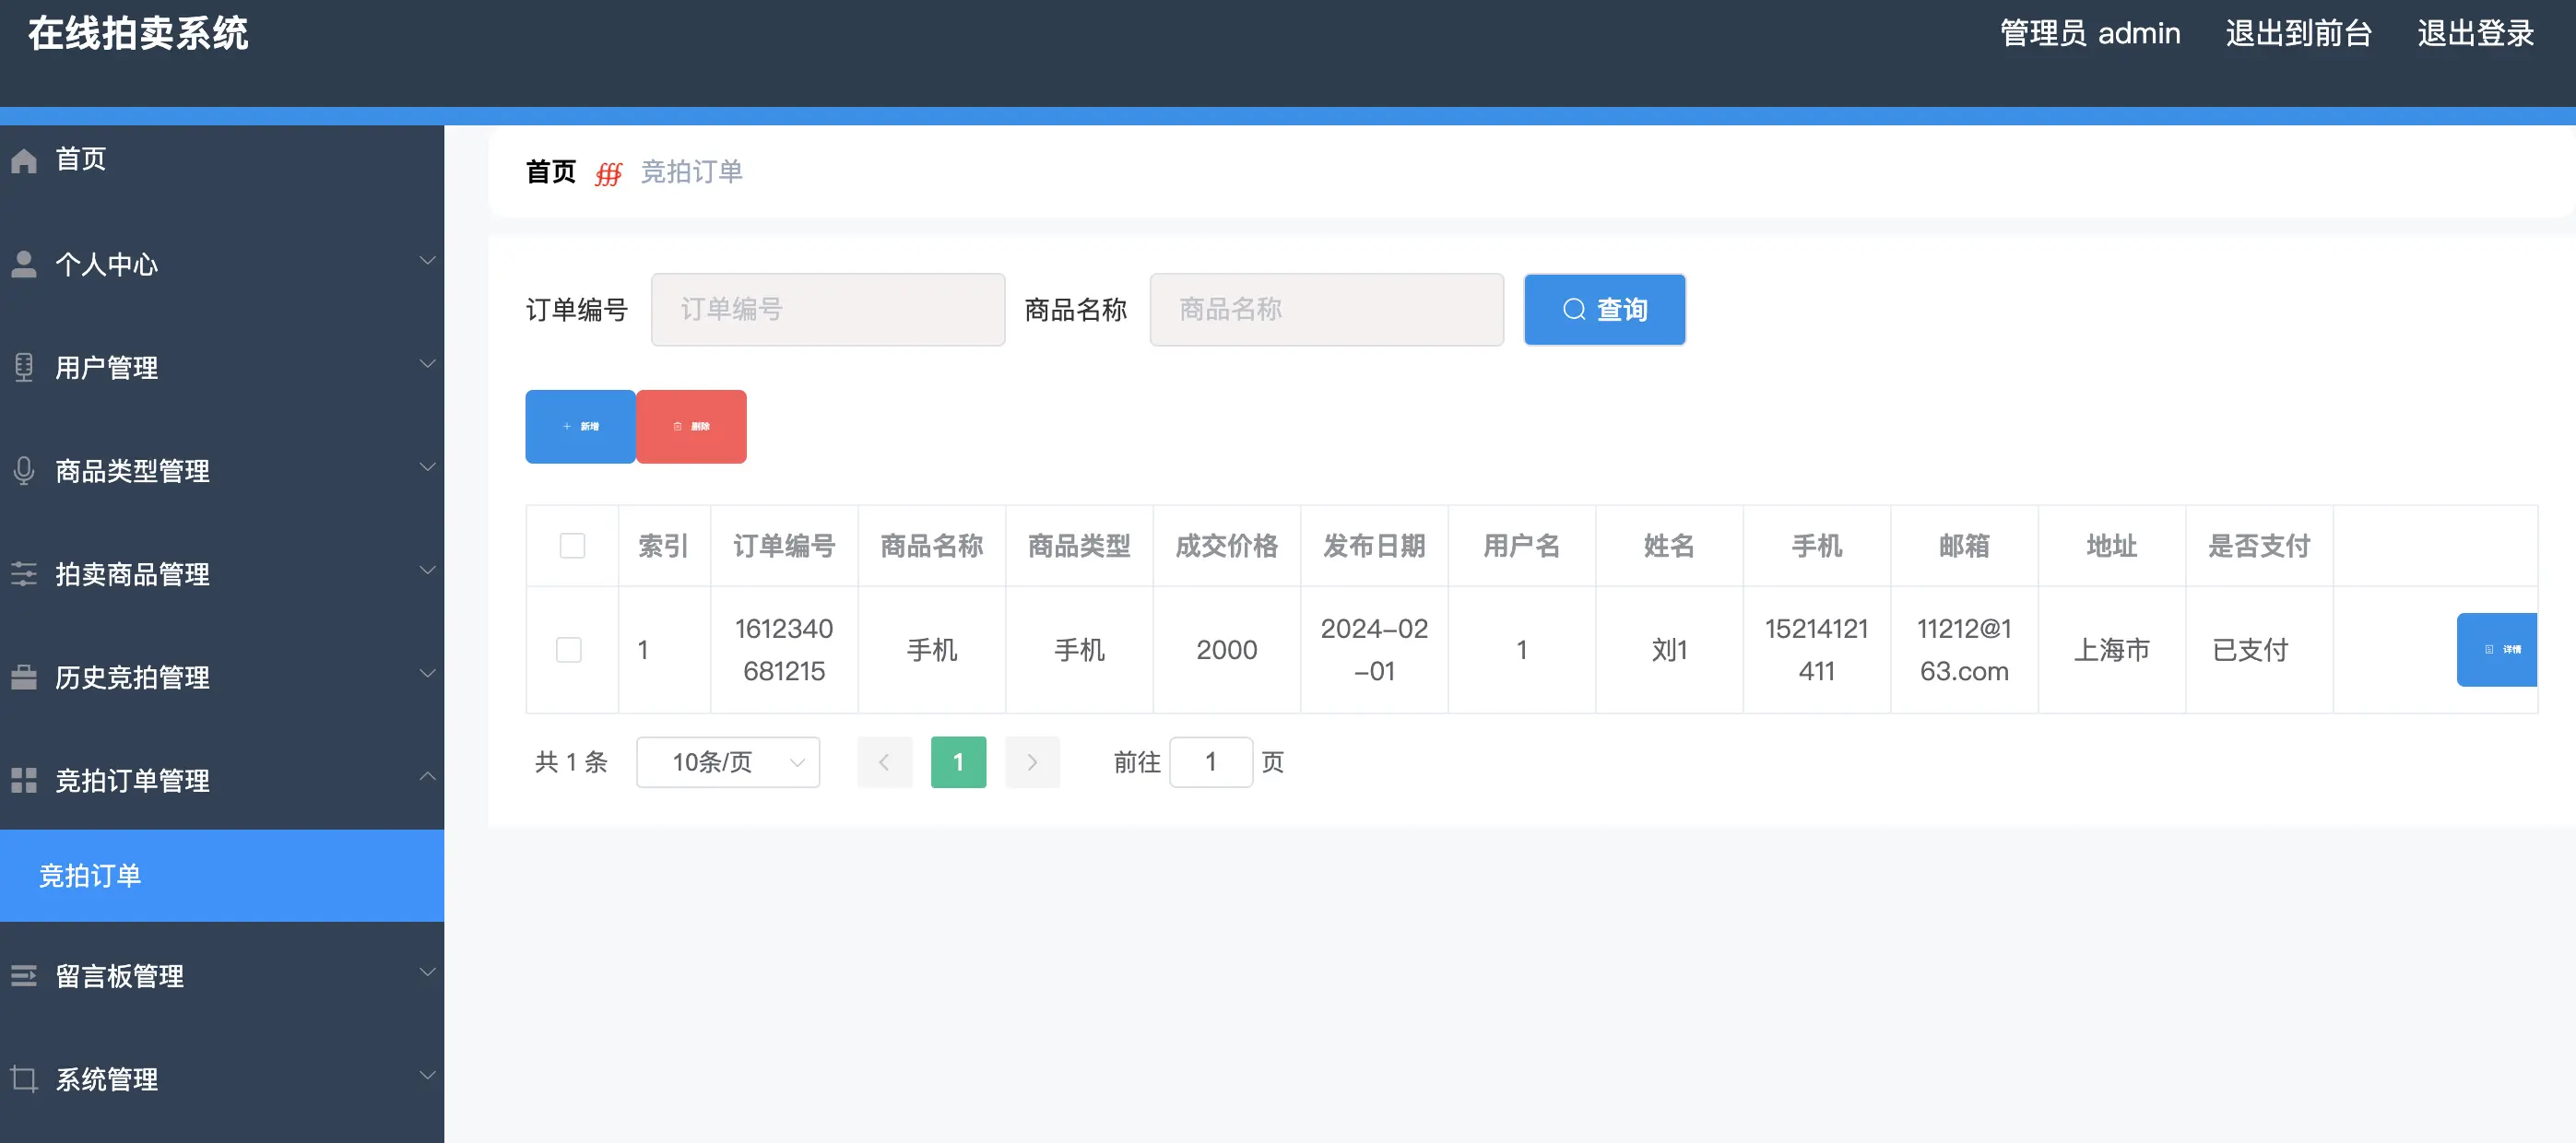 在线拍卖系统
管理员 admin 退出到前台 退出登录
首页
个人中心
用户管理
商品类型管理
拍卖商品管理
历史竞拍管理
竞拍订单管理
竞拍订单
留言板管理
系统管理
首页 竞拍订单
订单编号 订单编号 商品名称 商品名称 查询
新增 删除
索引 订单编号 商品名称 商品类型 成交价格 发布日期 用户名 姓名 手机 邮箱 地址 是否支付
1 1612340681215 手机 手机 2000 2024-02-01 1 刘1 15214121411 11212@163.com 上海市 已支付 详情
共 1 条 10条/页 1 前往 1 页